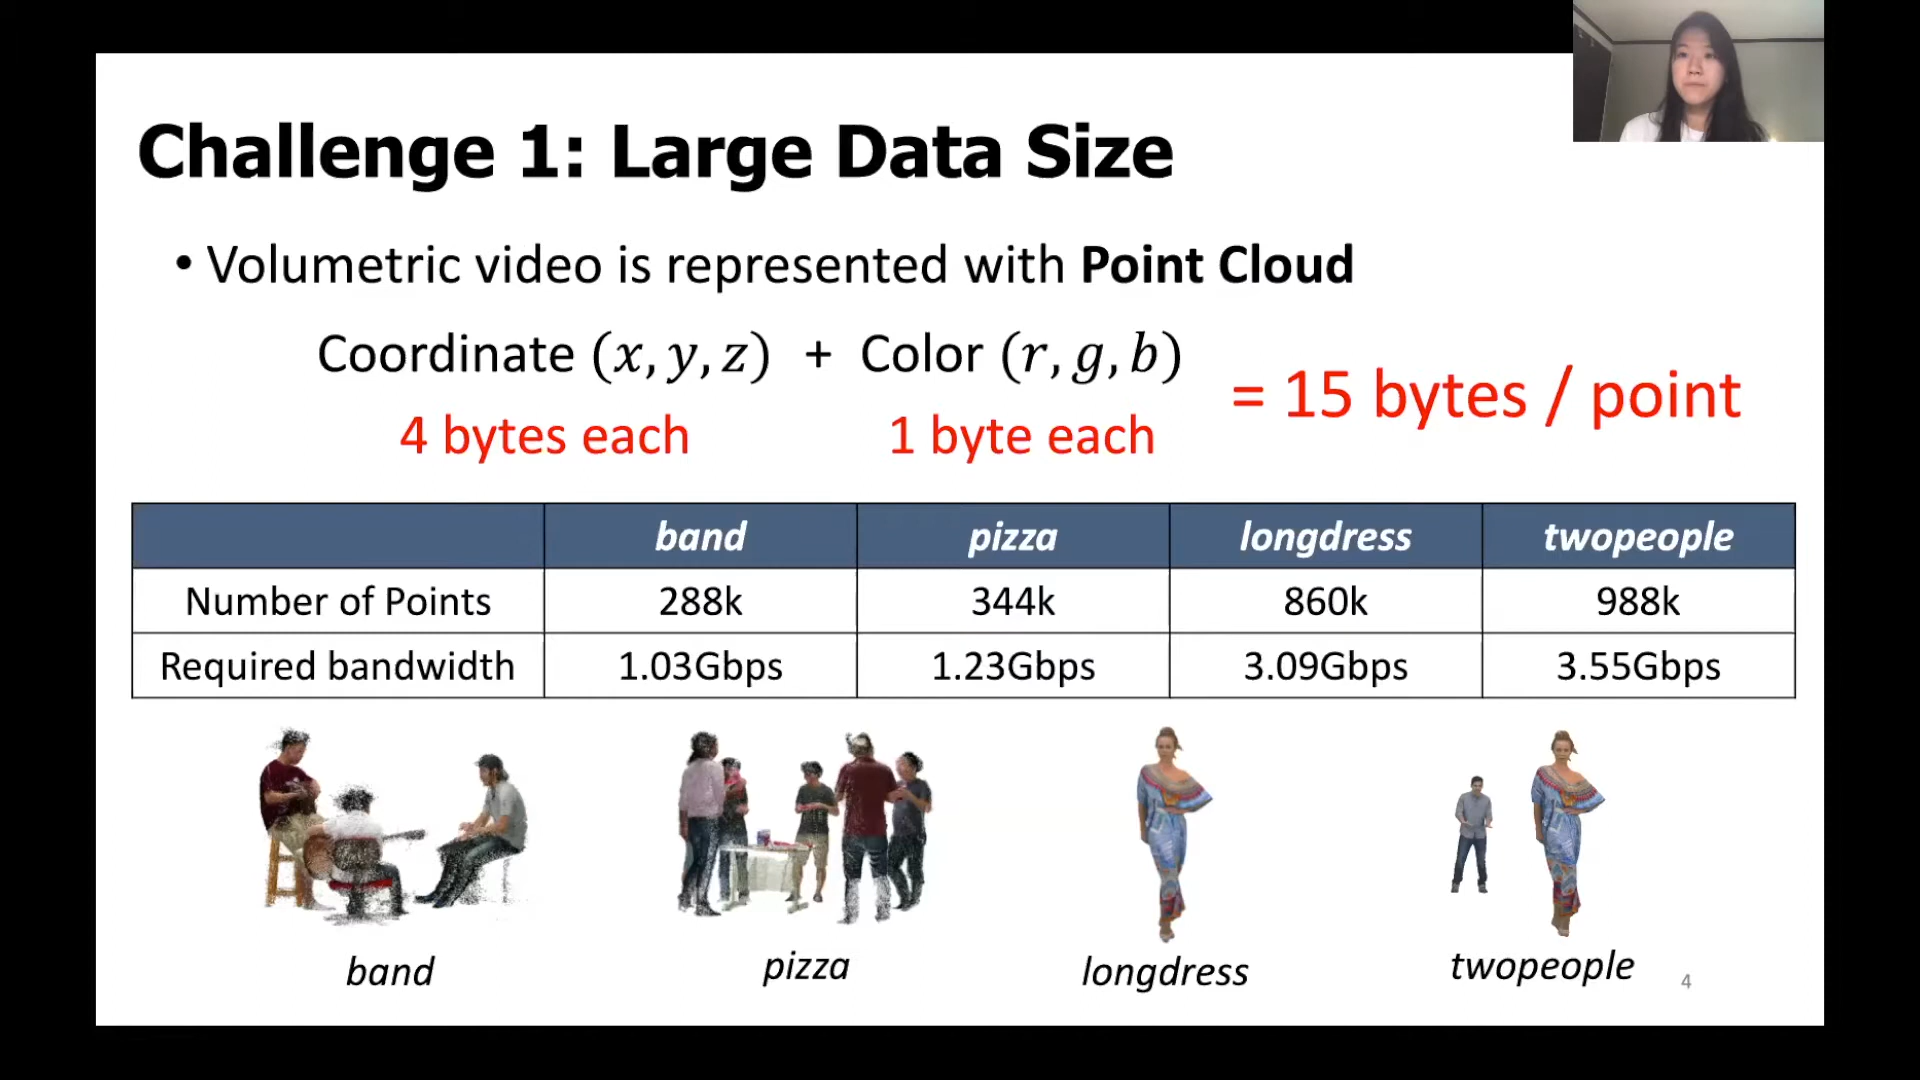 Challenge 1: Large Data Size
• Volumetric video is represented with Point Cloud
Coordinate (x, y, z) + Color (r, g, b)
= 15 bytes / point
4 bytes each 1 byte each
band pizza longdress twopeople
Number of Points 288k 344k 860k 988k
Required bandwidth 1.03Gbps 1.23Gbps 3.09Gbps 3.55Gbps
band pizza longdress twopeople
4